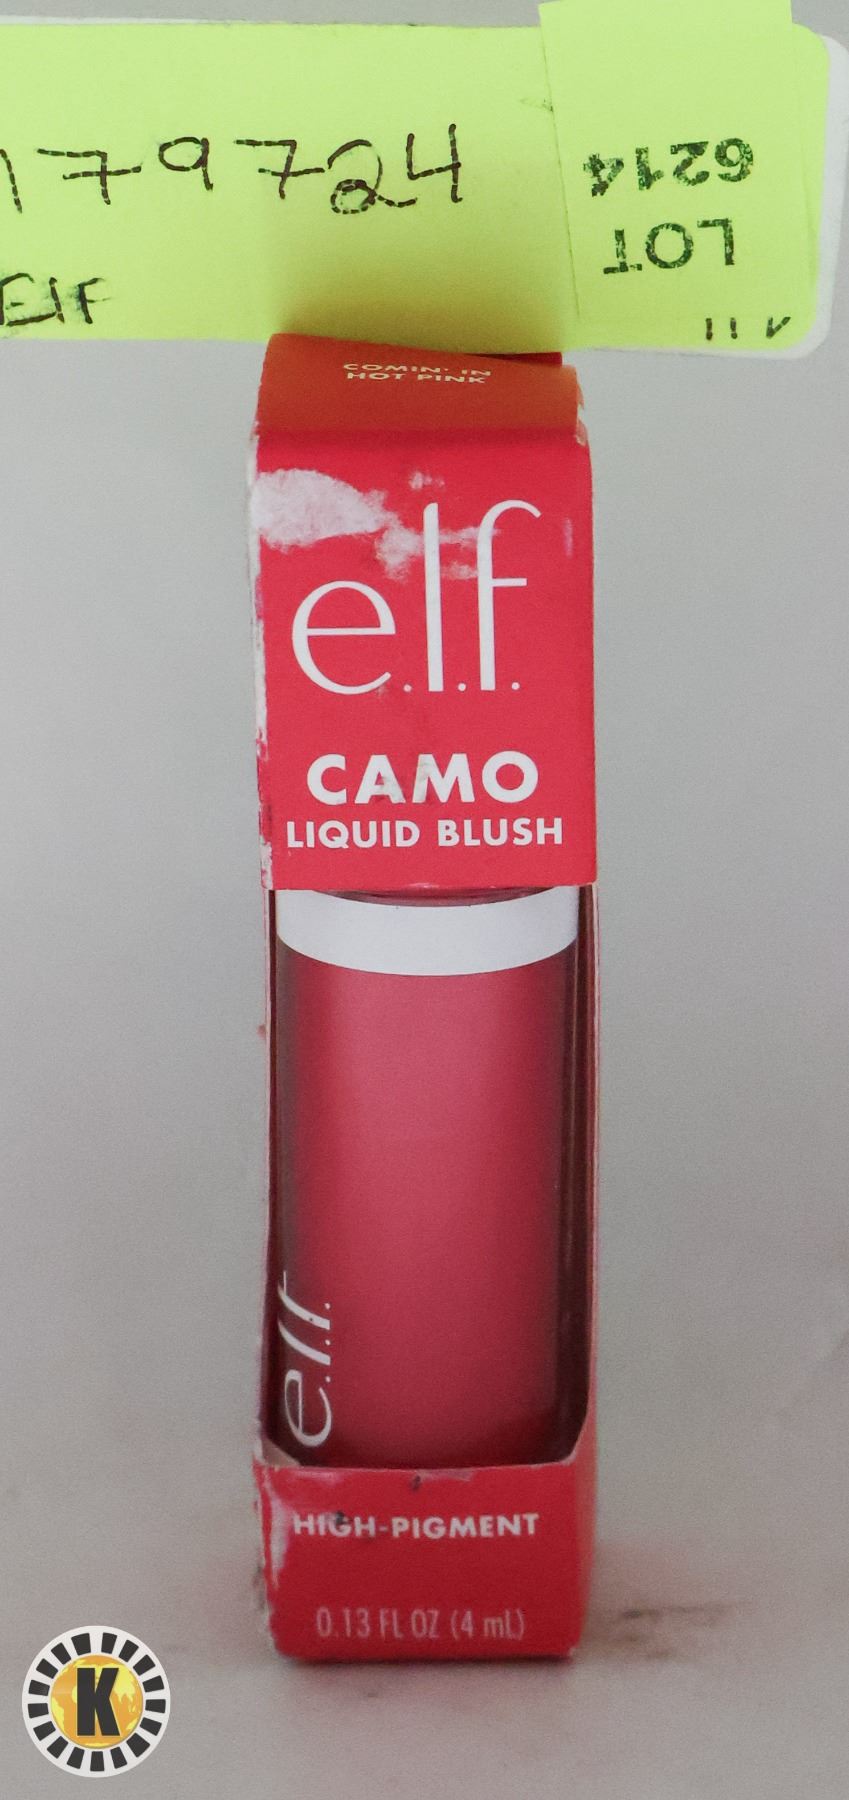 179724
Elf
LOT
6214
COMIN' IN
HOT PINK
e.l.f.
CAMO
LIQUID BLUSH
e.l.f.
HIGH-PIGMENT
0.13 FL OZ (4 mL)
K